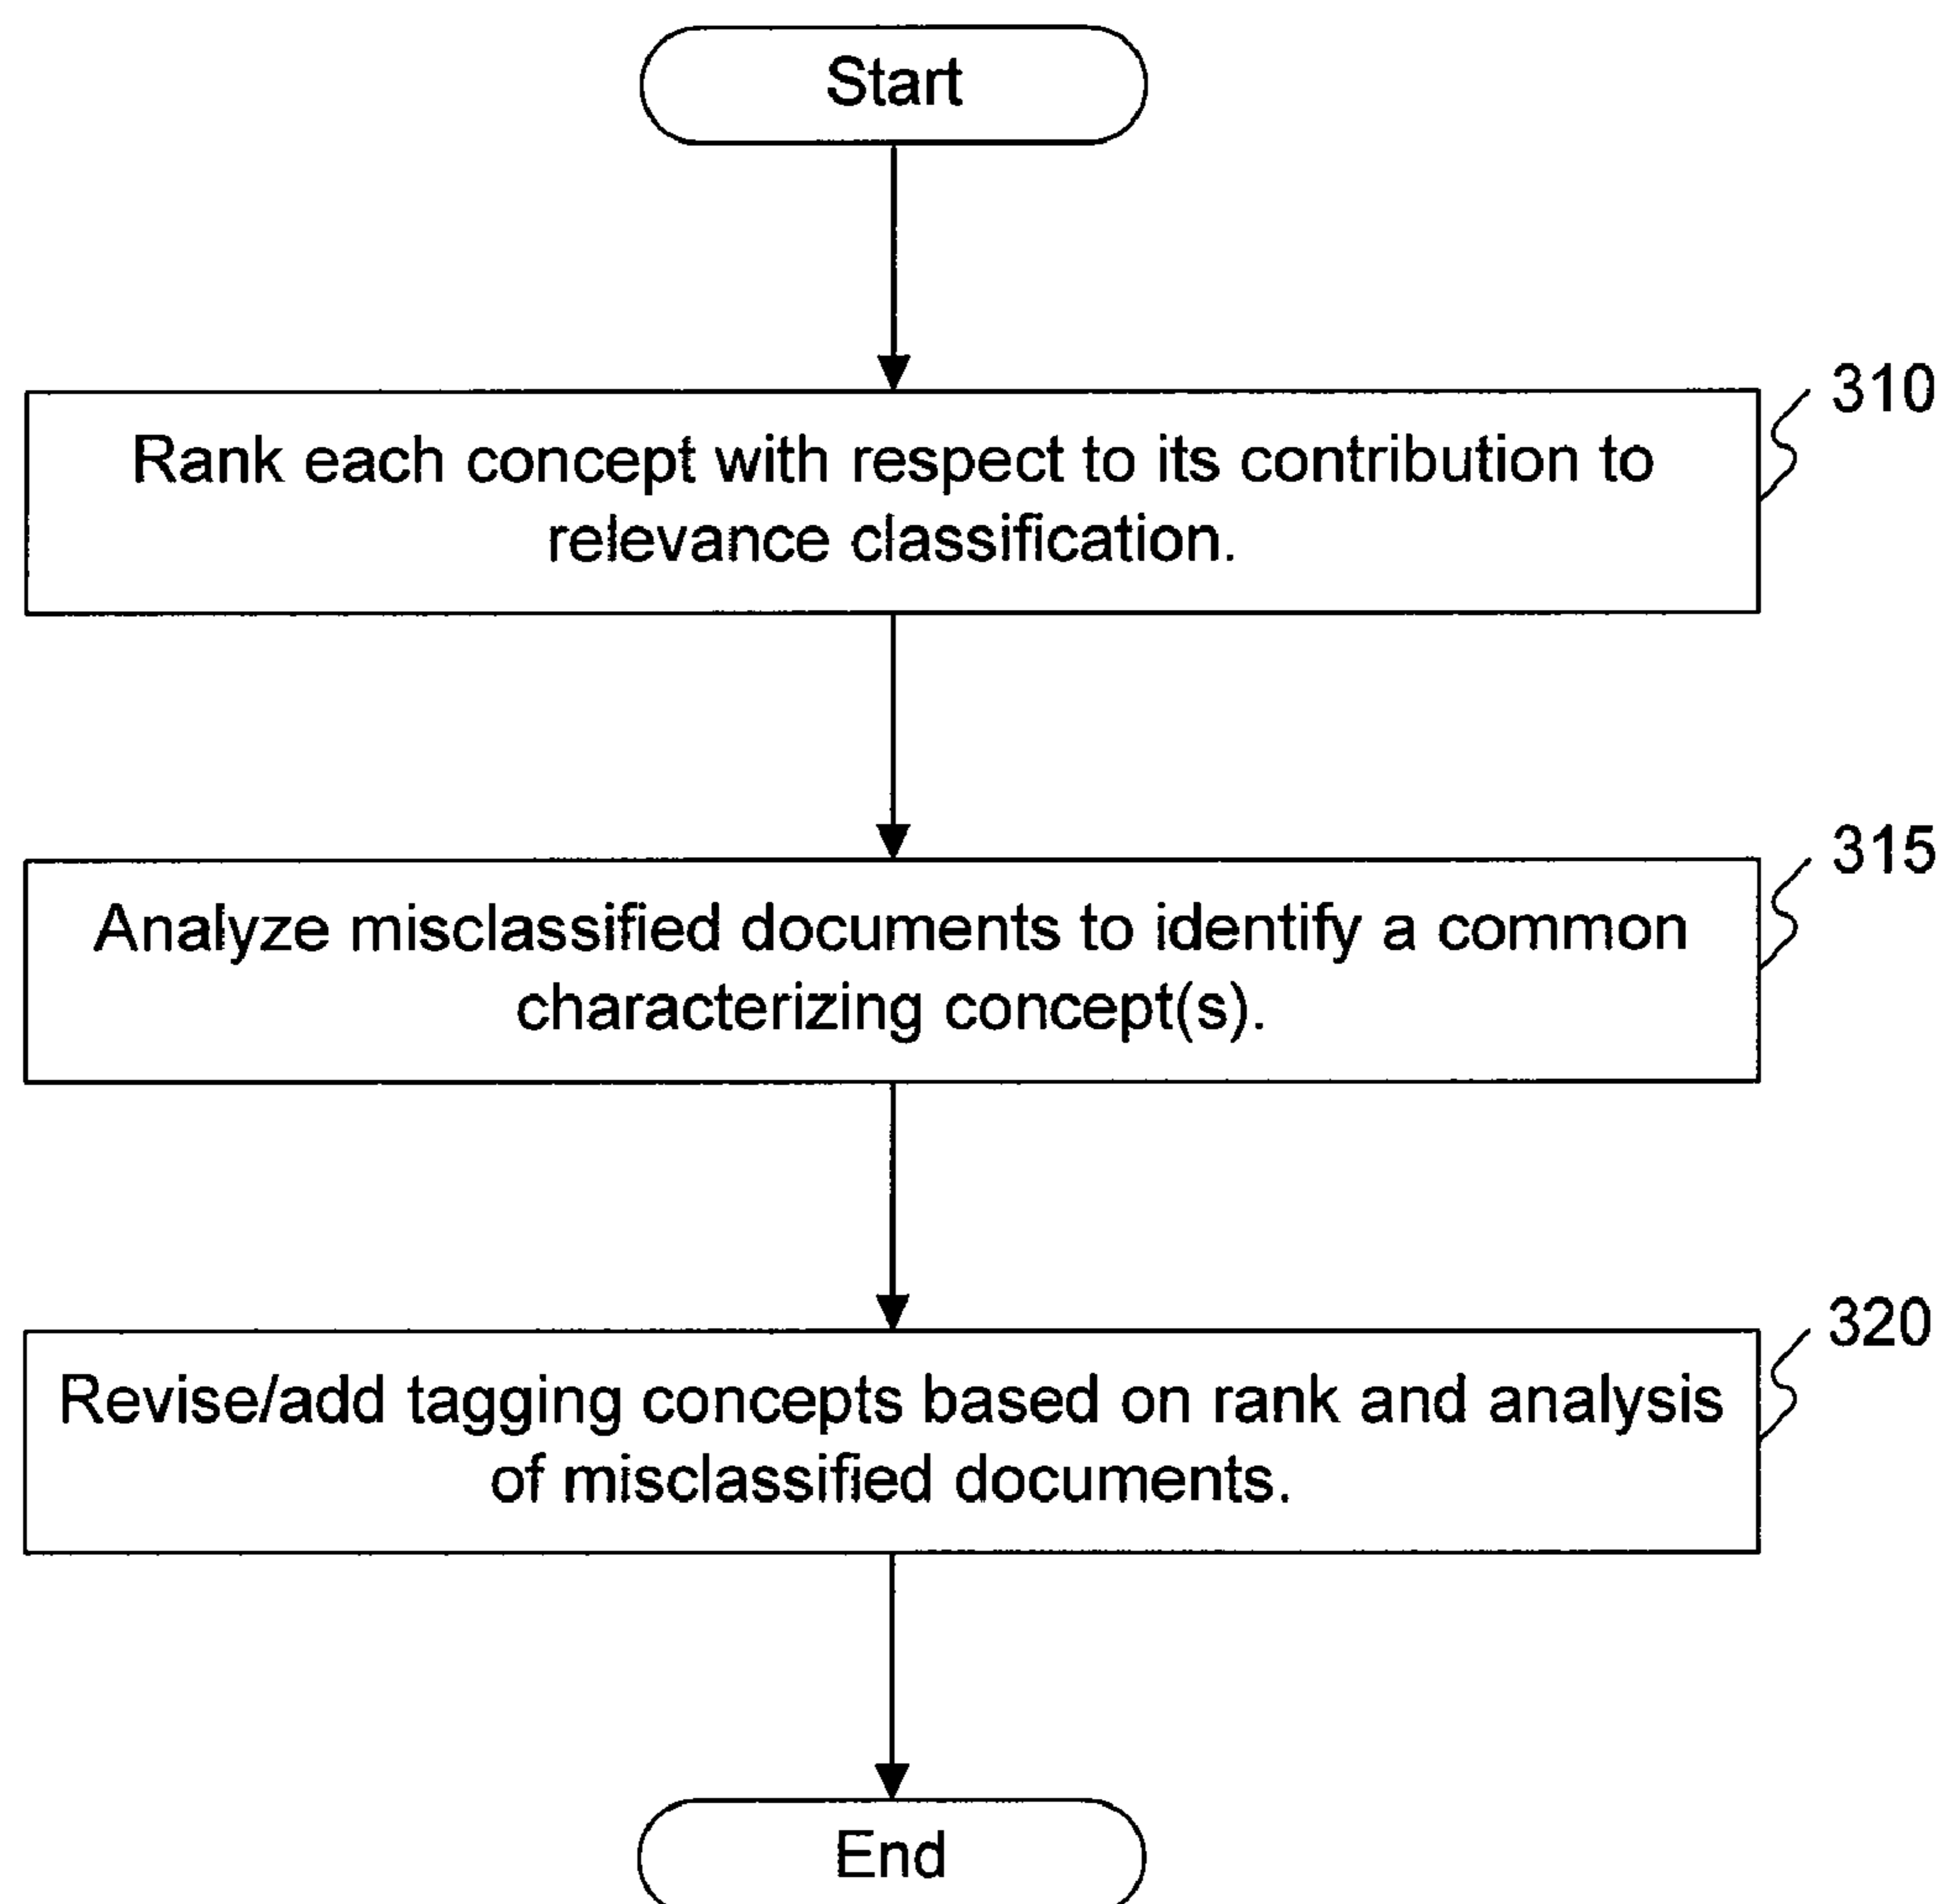 Start
310
Rank each concept with respect to its contribution to
relevance classification.
315
Analyze misclassified documents to identify a common
characterizing concept(s).
320
Revise/add tagging concepts based on rank and analysis
of misclassified documents.
End